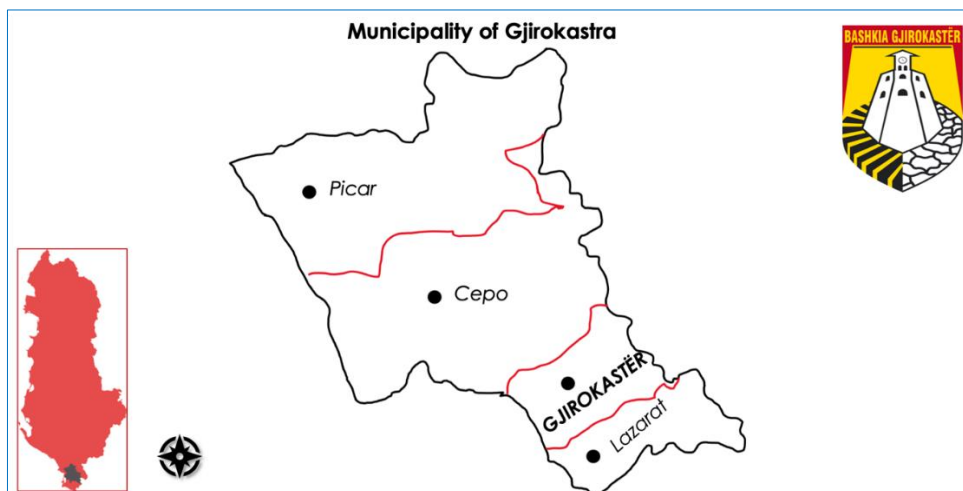 Municipality of Gjirokastra
BASHKIA GJIROKASTËR
Picar
Cepo
GJIROKASTËR
Lazarat